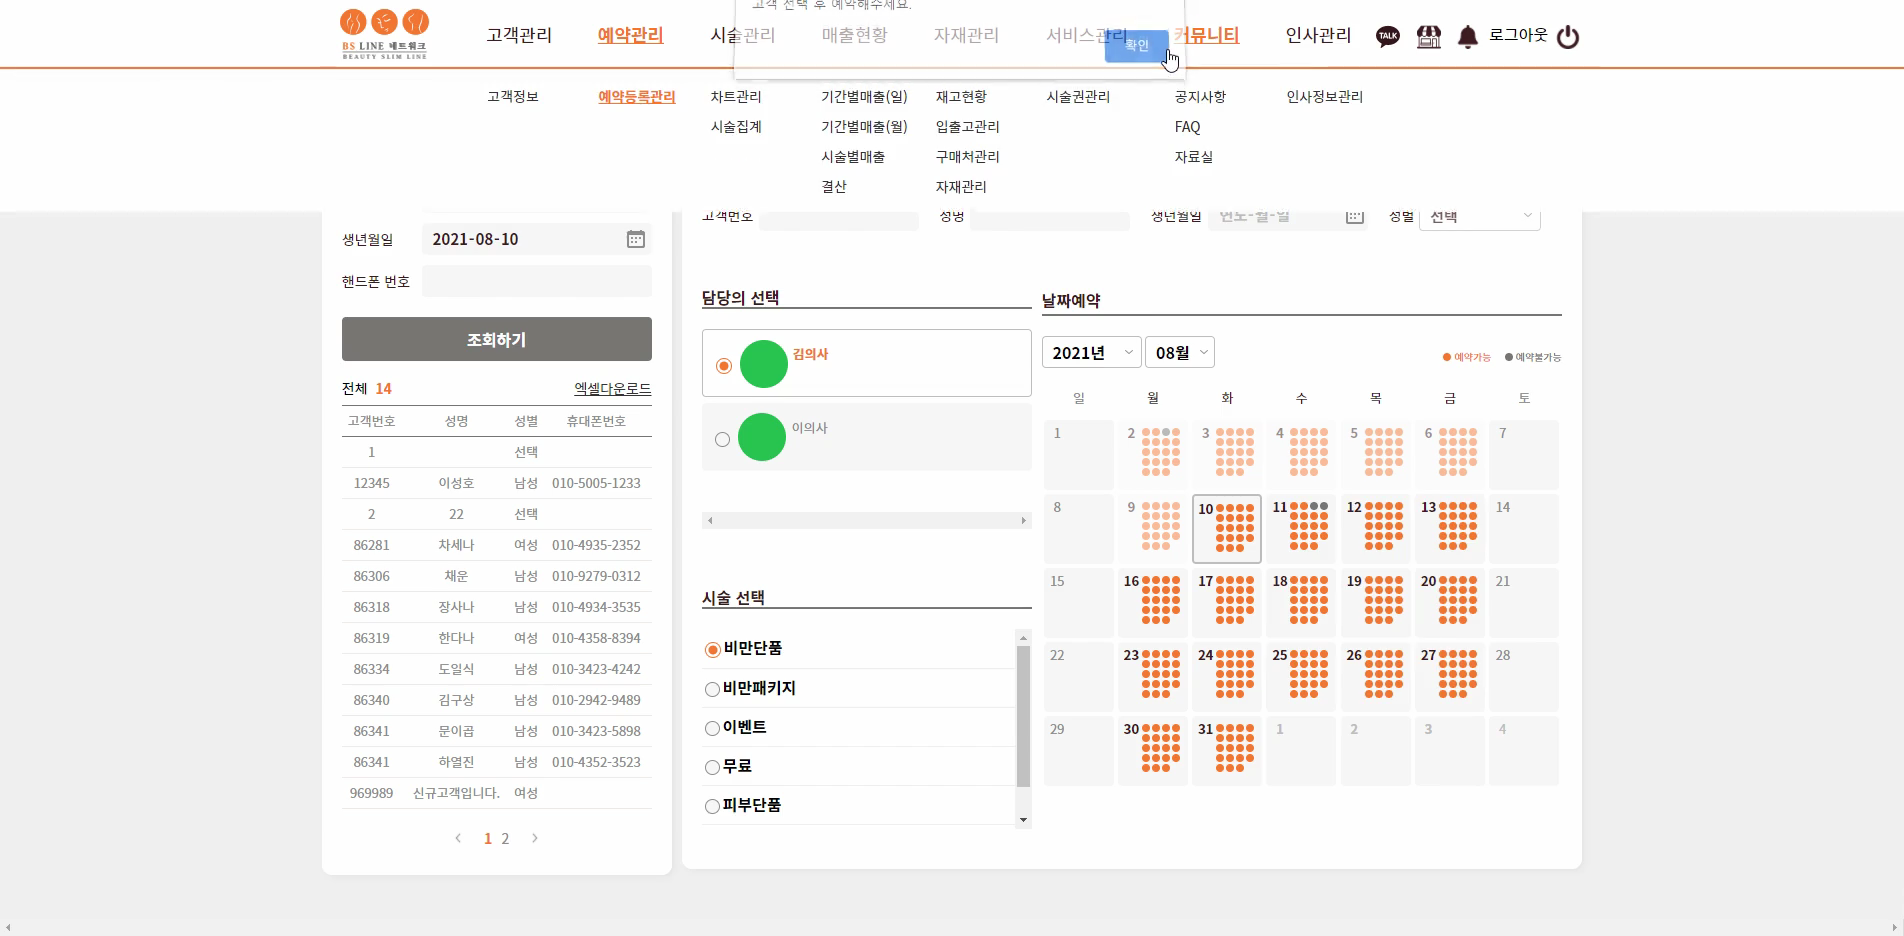 고객 선택 후 예약해주세요.
확인
BS LINE 네트워크
BEAUTY SLIM LINE
고객관리 예약관리 시술관리 매출현황 자재관리 서비스관리 커뮤니티 인사관리 TALK 로그아웃
고객정보 예약등록관리 차트관리 기간별매출(일) 재고현황 시술권관리 공지사항 인사정보관리
시술집계 기간별매출(월) 입출고관리 FAQ
시술별매출 구매처관리 자료실
결산 자재관리
고객번호 성명 생년월일 연도-월-일 성별 선택
생년월일 2021-08-10
핸드폰 번호
조회하기
전체 14 엑셀다운로드
고객번호 성명 성별 휴대폰번호
1 선택
12345 이성호 남성 010-5005-1233
2 22 선택
86281 차세나 여성 010-4935-2352
86306 채운 남성 010-9279-0312
86318 장사나 남성 010-4934-3535
86319 한다나 여성 010-4358-8394
86334 도일식 남성 010-3423-4242
86340 김구상 남성 010-2942-9489
86341 문이곱 남성 010-3423-5898
86341 하열진 남성 010-4352-3523
969989 신규고객입니다. 여성
1 2
담당의 선택
김의사
이의사
시술 선택
비만단품
비만패키지
이벤트
무료
피부단품
날짜예약
2021년 08월
예약가능 예약불가능
일 월 화 수 목 금 토
1 2 3 4 5 6 7
8 9 10 11 12 13 14
15 16 17 18 19 20 21
22 23 24 25 26 27 28
29 30 31 1 2 3 4